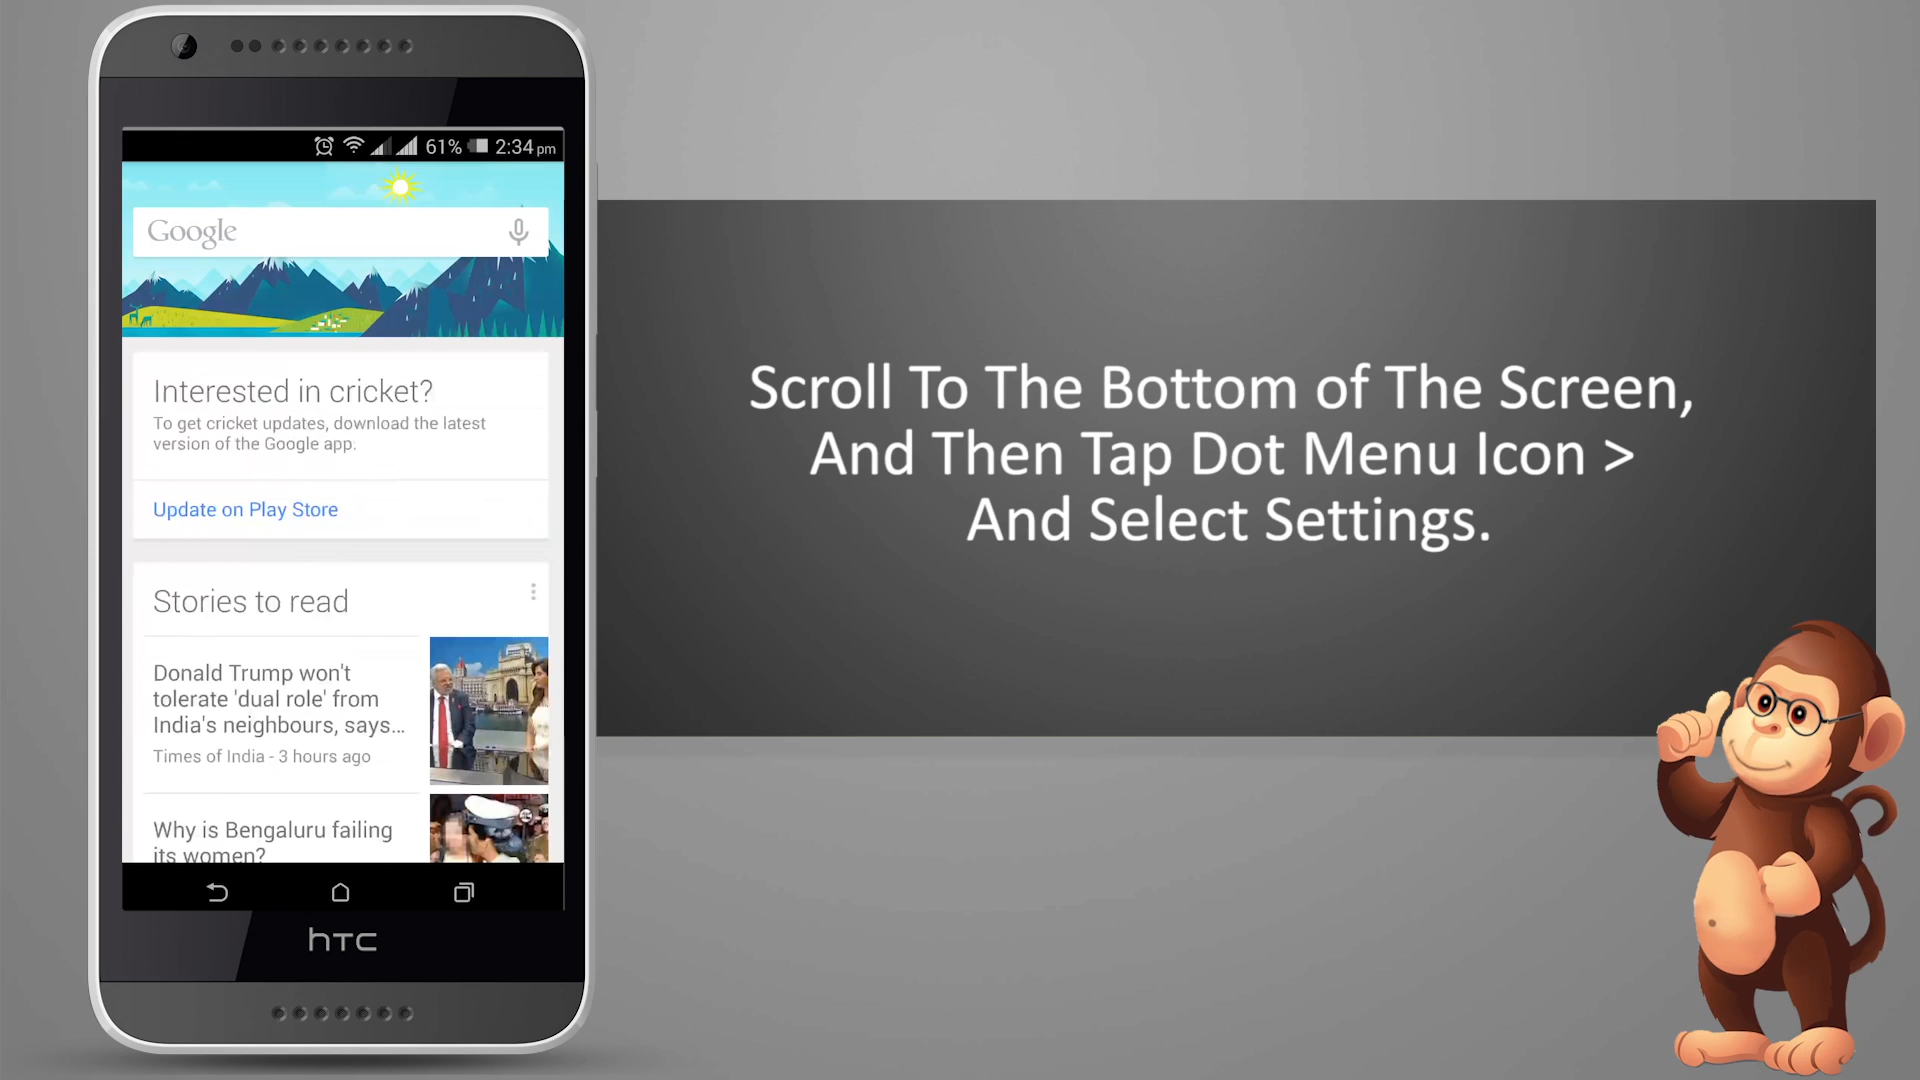 61% 2:34 pm
Google
Interested in cricket?
To get cricket updates, download the latest
version of the Google app.
Update on Play Store
Stories to read
Donald Trump won't
tolerate 'dual role' from
India's neighbours, says...
Times of India - 3 hours ago
Why is Bengaluru failing
its women?
hTC
Scroll To The Bottom of The Screen,
And Then Tap Dot Menu Icon >
And Select Settings.